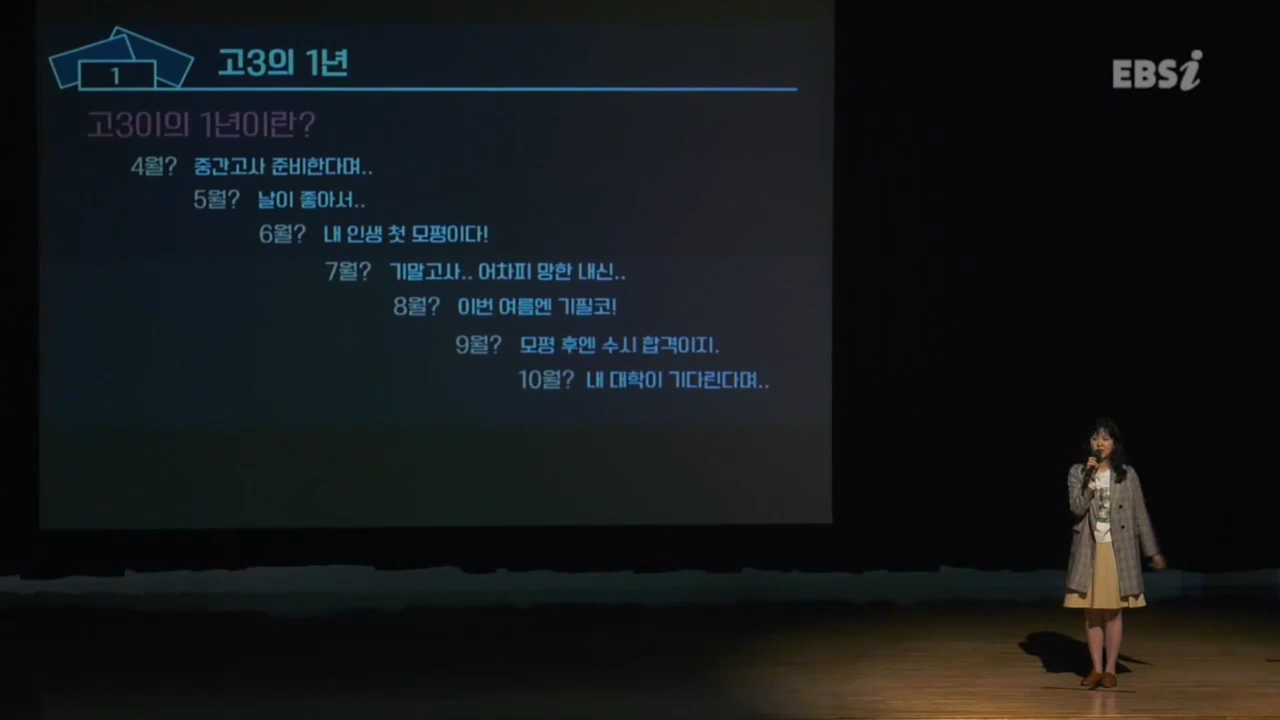 1 고3의 1년
EBSi
고3이의 1년이란?
4월? 중간고사 준비한다며..
5월? 날이 좋아서..
6월? 내 인생 첫 모평이다!
7월? 기말고사.. 어차피 망한 내신..
8월? 이번 여름엔 기필코!
9월? 모평 후엔 수시 합격이지.
10월? 내 대학이 기다린다며..